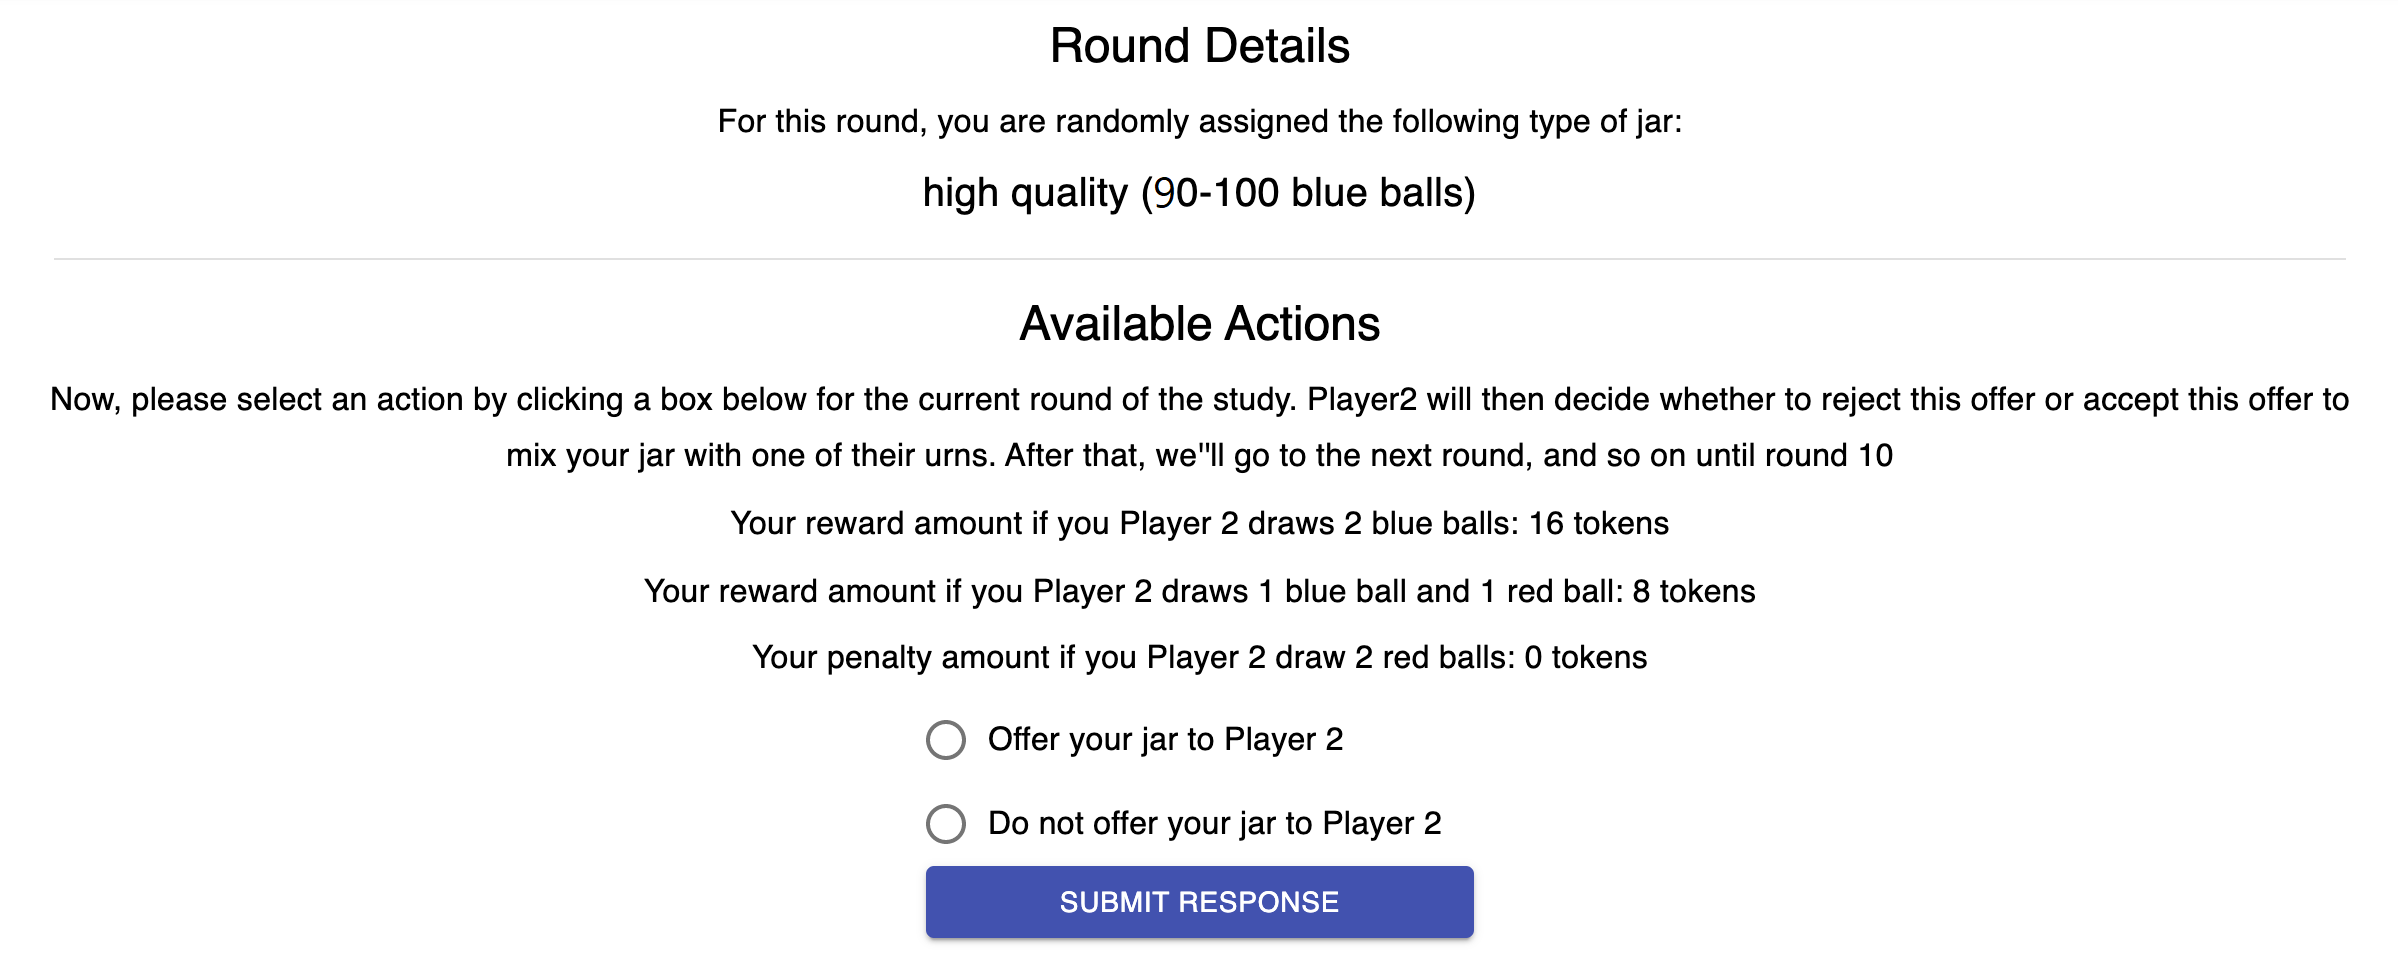 Round Details
For this round, you are randomly assigned the following type of jar:
high quality (90-100 blue balls)
Available Actions
Now, please select an action by clicking a box below for the current round of the study. Player2 will then decide whether to reject this offer or accept this offer to
mix your jar with one of their urns. After that, we"ll go to the next round, and so on until round 10
Your reward amount if you Player 2 draws 2 blue balls: 16 tokens
Your reward amount if you Player 2 draws 1 blue ball and 1 red ball: 8 tokens
Your penalty amount if you Player 2 draw 2 red balls: 0 tokens
Offer your jar to Player 2
Do not offer your jar to Player 2
SUBMIT RESPONSE